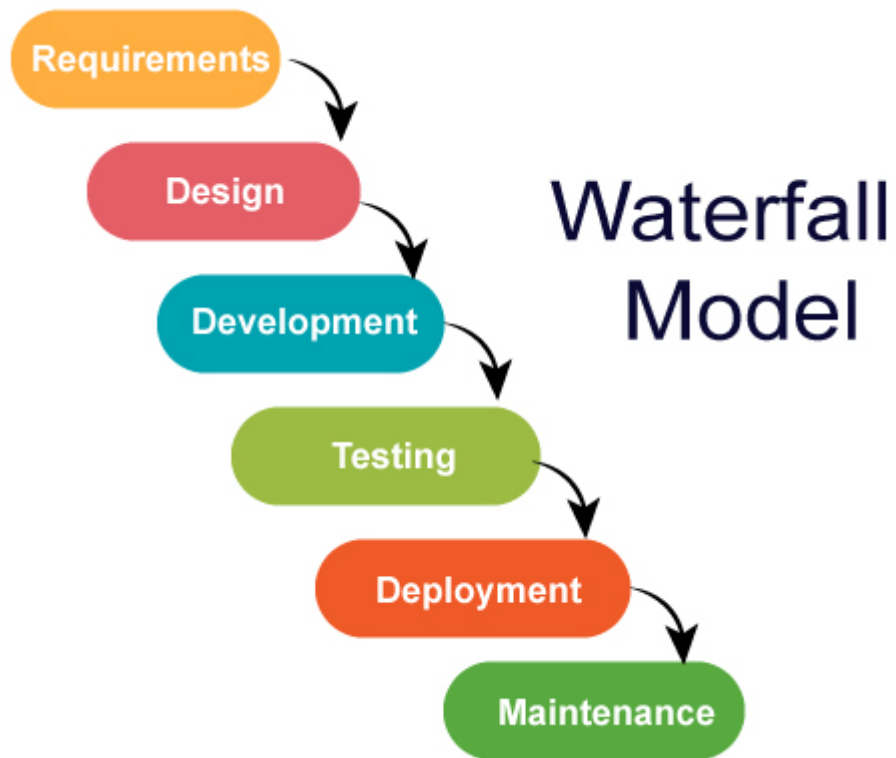 Requirements
Design
Waterfall
Model
Development
Testing
Deployment
Maintenance